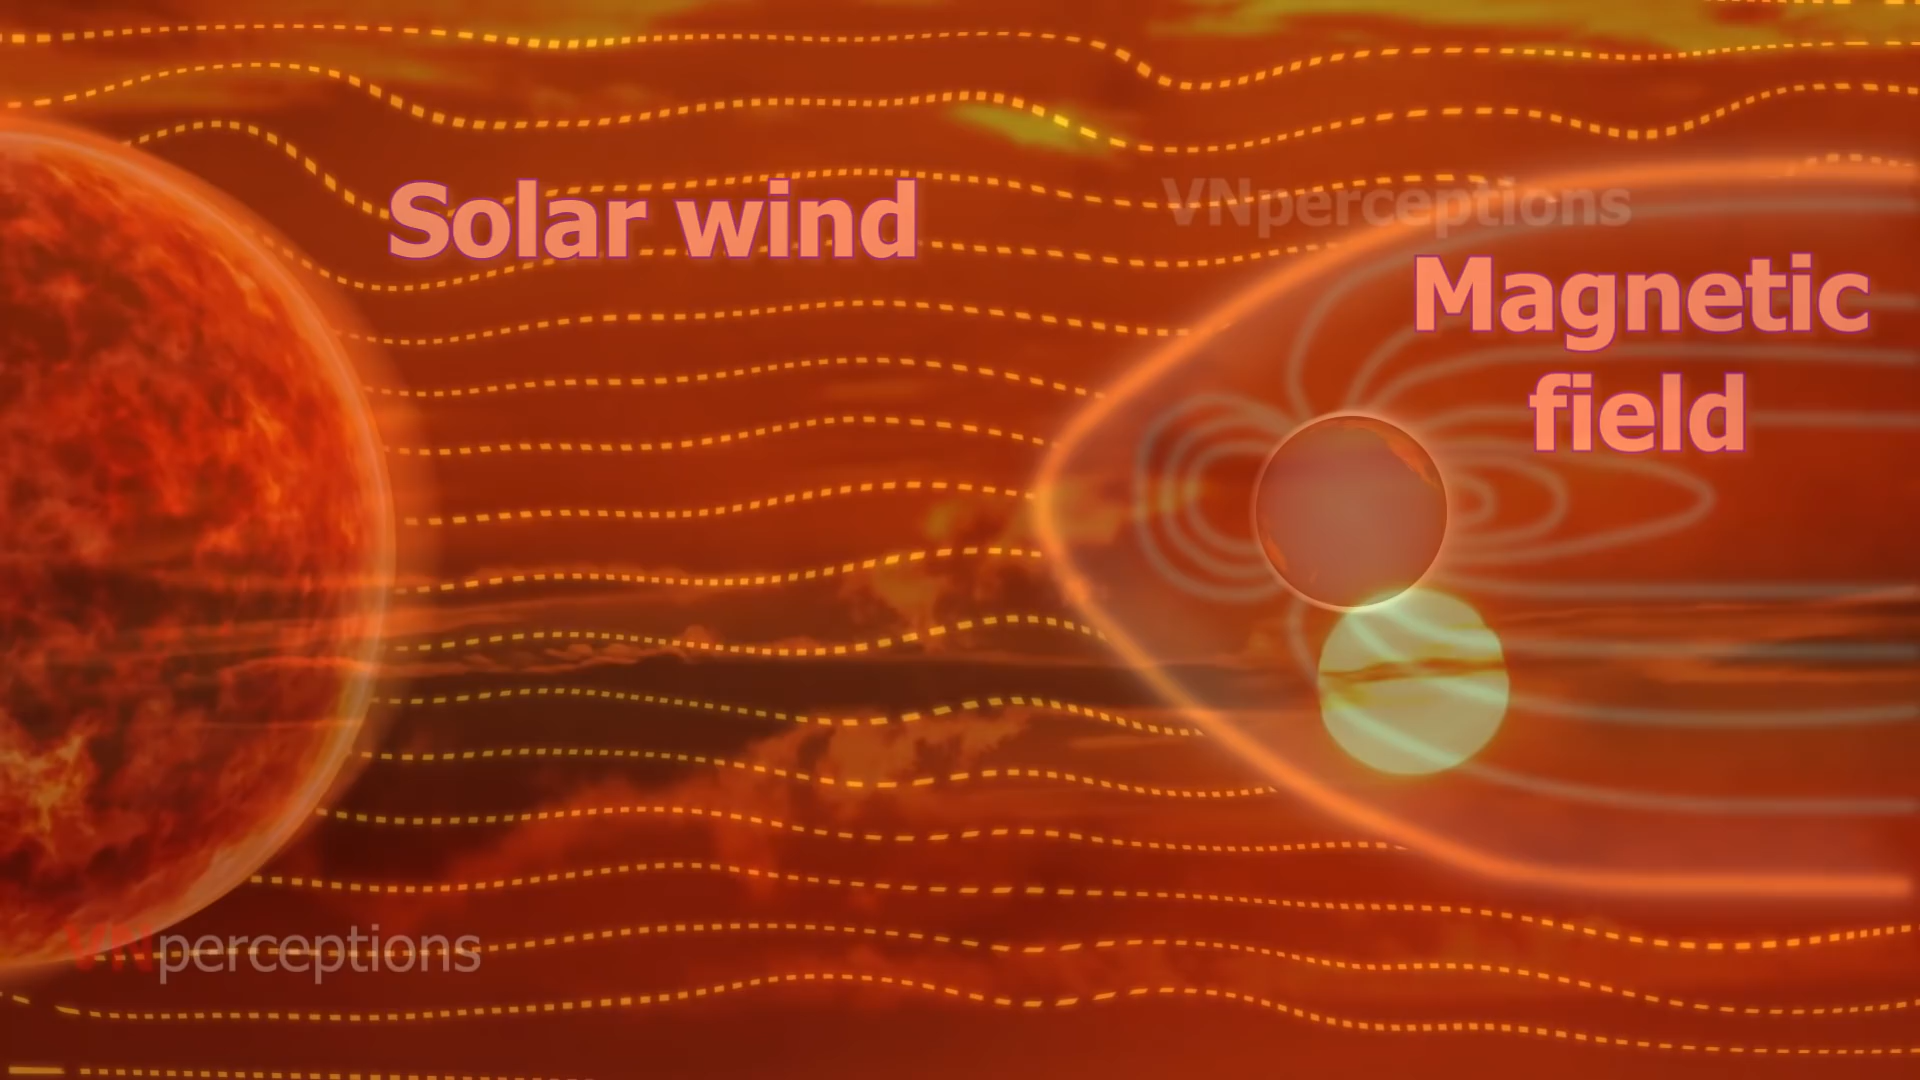 VNperceptions
Solar wind
Magnetic
field
VNperceptions